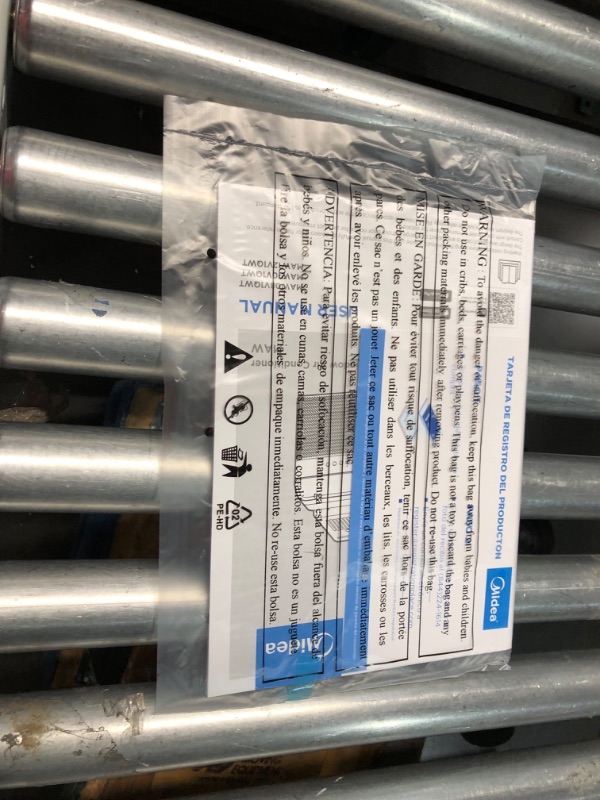 WARNING : To avoid the danger of suffocation, keep this bag away from babies and children.
Do not use in cribs, beds, carriages or playpens. This bag is not a toy. Discard the bag and any
other packing materials immediately after removing product. Do not re-use this bag.
MISE EN GARDE: Pour éviter tout risque de suffocation, tenir ce sac hors de la portée
des bébés et des enfants. Ne pas utiliser dans les berceaux, les lits, les carrosses ou les
parcs. Ce sac n'est pas un jouet. Jeter ce sac ou tout autre matériau d'emballage immédiatement
après avoir enlevé les produits. Ne pas réutiliser ce sac.
ADVERTENCIA: Para evitar riesgo de sofocación, mantenga esta bolsa fuera del alcance de
bebés y niños. No se use en cunas, camas, carriolas o corralitos. Esta bolsa no es un juguete.
Tire la bolsa y los otros materiales de empaque inmediatamente. No re-use esta bolsa.
02
PE-HD
TARJETA DE REGISTRO DEL PRODUCTON
Midea
USER MANUAL
Midea